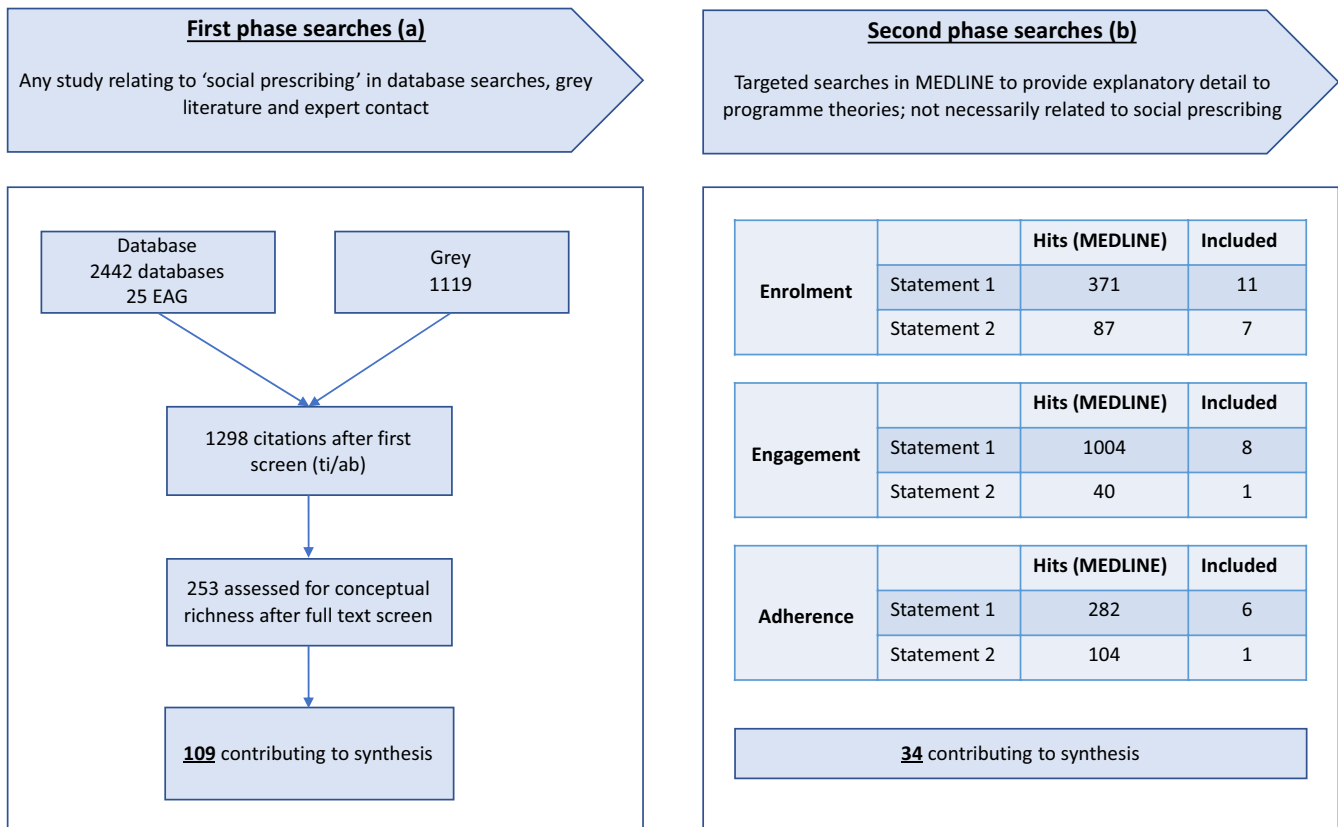 First phase searches (a)
Any study relating to ‘social prescribing’ in database searches, grey
literature and expert contact
Second phase searches (b)
Targeted searches in MEDLINE to provide explanatory detail to
programme theories; not necessarily related to social prescribing
Database
2442 databases
25 EAG
Grey
1119
1298 citations after first
screen (ti/ab)
253 assessed for conceptual
richness after full text screen
109 contributing to synthesis
Hits (MEDLINE) Included
Enrolment
Statement 1 371 11
Statement 2 87 7
Hits (MEDLINE) Included
Engagement
Statement 1 1004 8
Statement 2 40 1
Hits (MEDLINE) Included
Adherence
Statement 1 282 6
Statement 2 104 1
34 contributing to synthesis